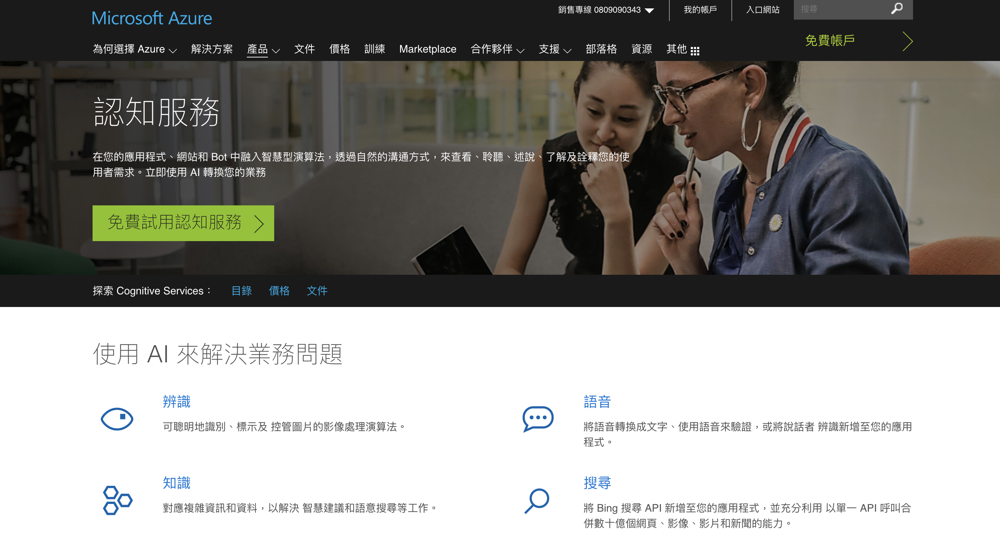 Microsoft Azure
銷售專線 0809090343
我的帳戶
入口網站
搜尋
免費帳戶
為何選擇 Azure
解決方案
產品
文件
價格
訓練
Marketplace
合作夥伴
支援
部落格
資源
其他
認知服務
在您的應用程式、網站和 Bot 中融入智慧型演算法，透過自然的溝通方式，來查看、聆聽、述說、了解及詮釋您的使
用者需求。立即使用 AI 轉換您的業務
免費試用認知服務
探索 Cognitive Services：
目錄
價格
文件
使用 AI 來解決業務問題
辨識
可聰明地識別、標示及 控管圖片的影像處理演算法。
語音
將語音轉換成文字、使用語音來驗證，或將說話者 辨識新增至您的應用
程式。
知識
對應複雜資訊和資料，以解決 智慧建議和語意搜尋等工作。
搜尋
將 Bing 搜尋 API 新增至您的應用程式，並充分利用 以單一 API 呼叫合
併數十億個網頁、影像、影片和新聞的能力。